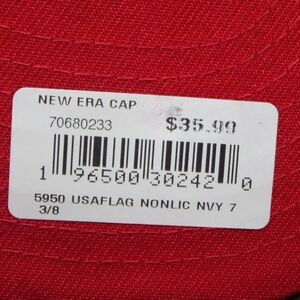 NEW ERA CAP
70680233 $35.99
1 96500 30242 0
5950 USAFLAG NONLIC NVY 7
3/8